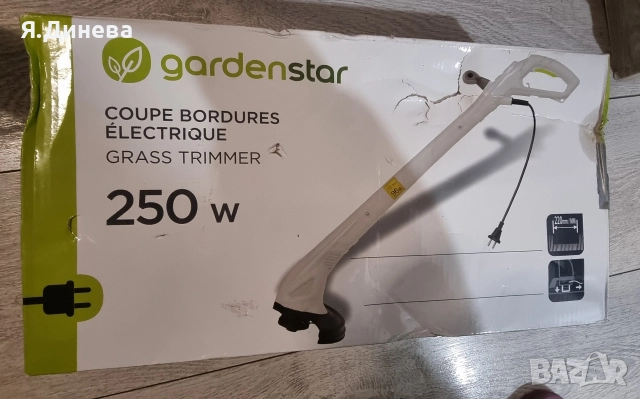 Я.Динева
gardenstar
COUPE BORDURES
ÉLECTRIQUE
GRASS TRIMMER
250 W
BAZAR